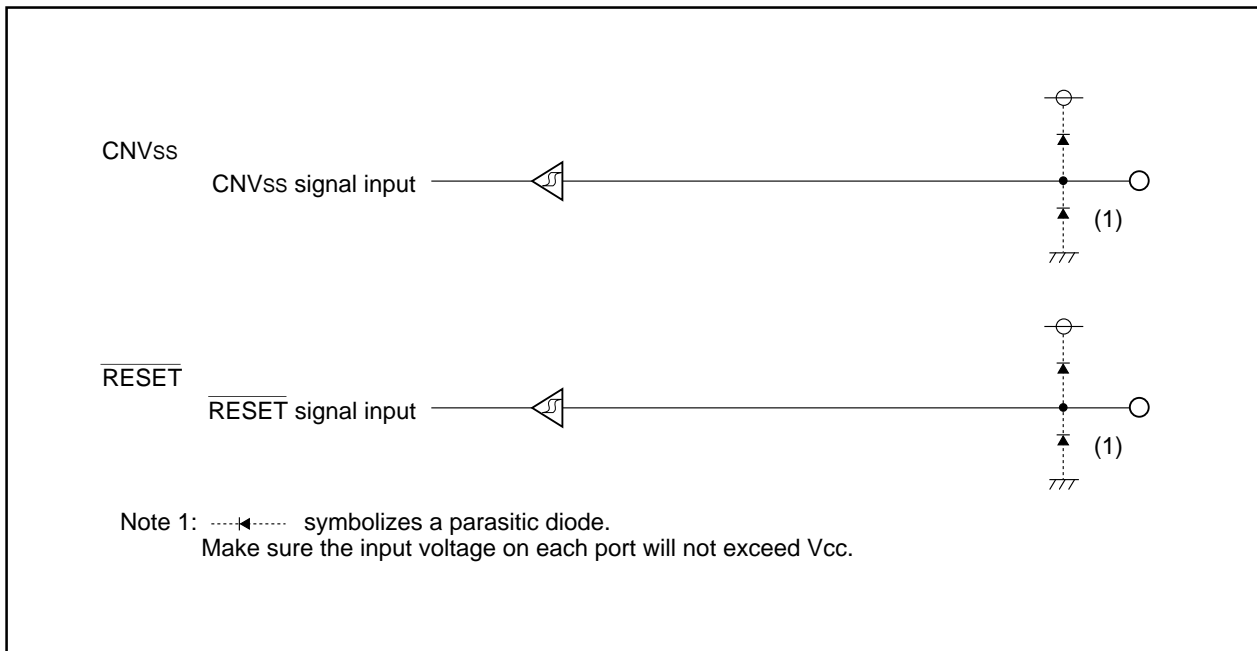 CNVss
CNVss signal input
(1)
RESET
RESET signal input
(1)
Note 1: symbolizes a parasitic diode.
Make sure the input voltage on each port will not exceed Vcc.